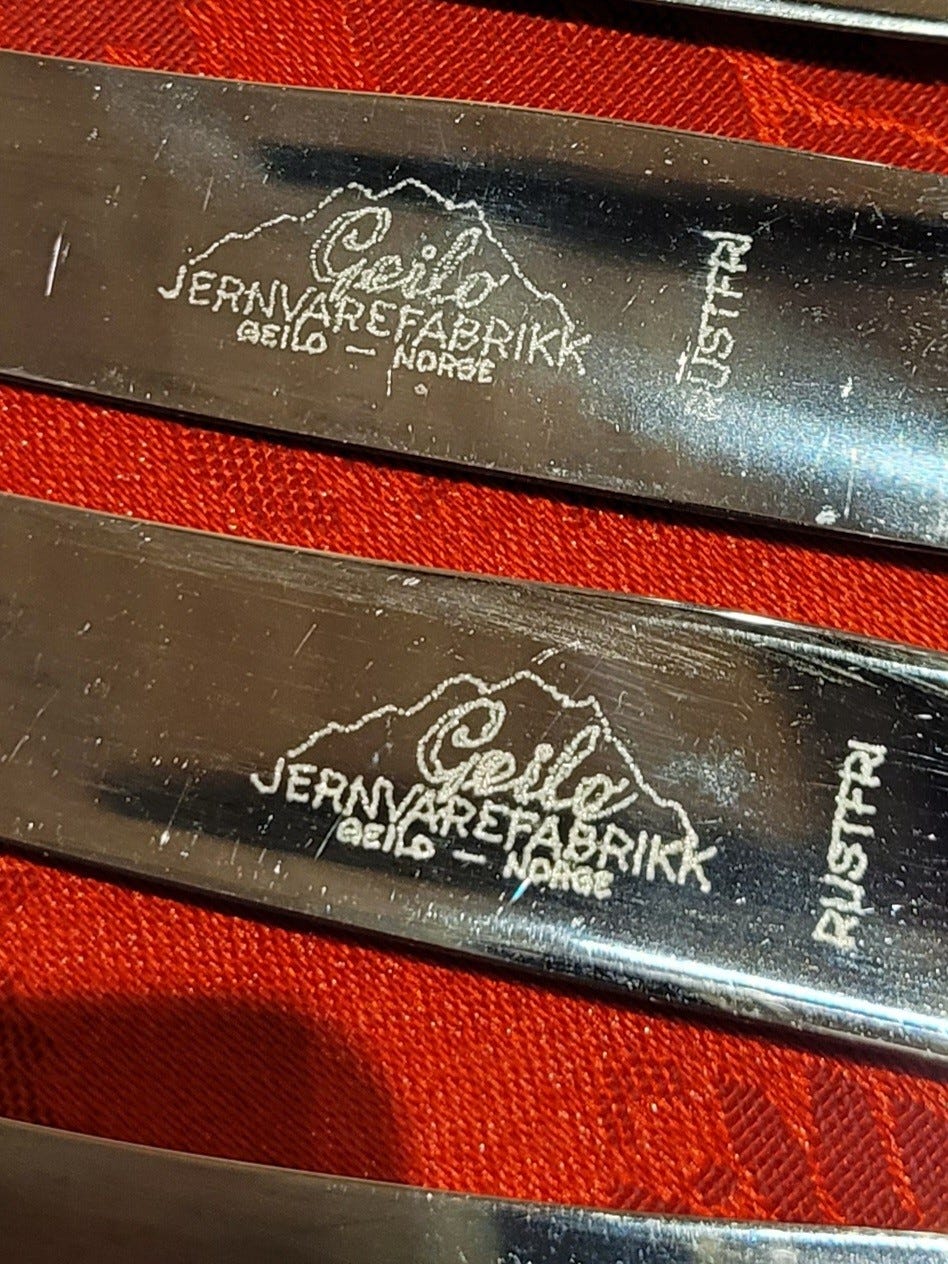 Geilo
JERNVAREFABRIKK
GEILO — NORGE
RUSTFRI
Geilo
JERNVAREFABRIKK
GEILO — NORGE
RUSTFRI